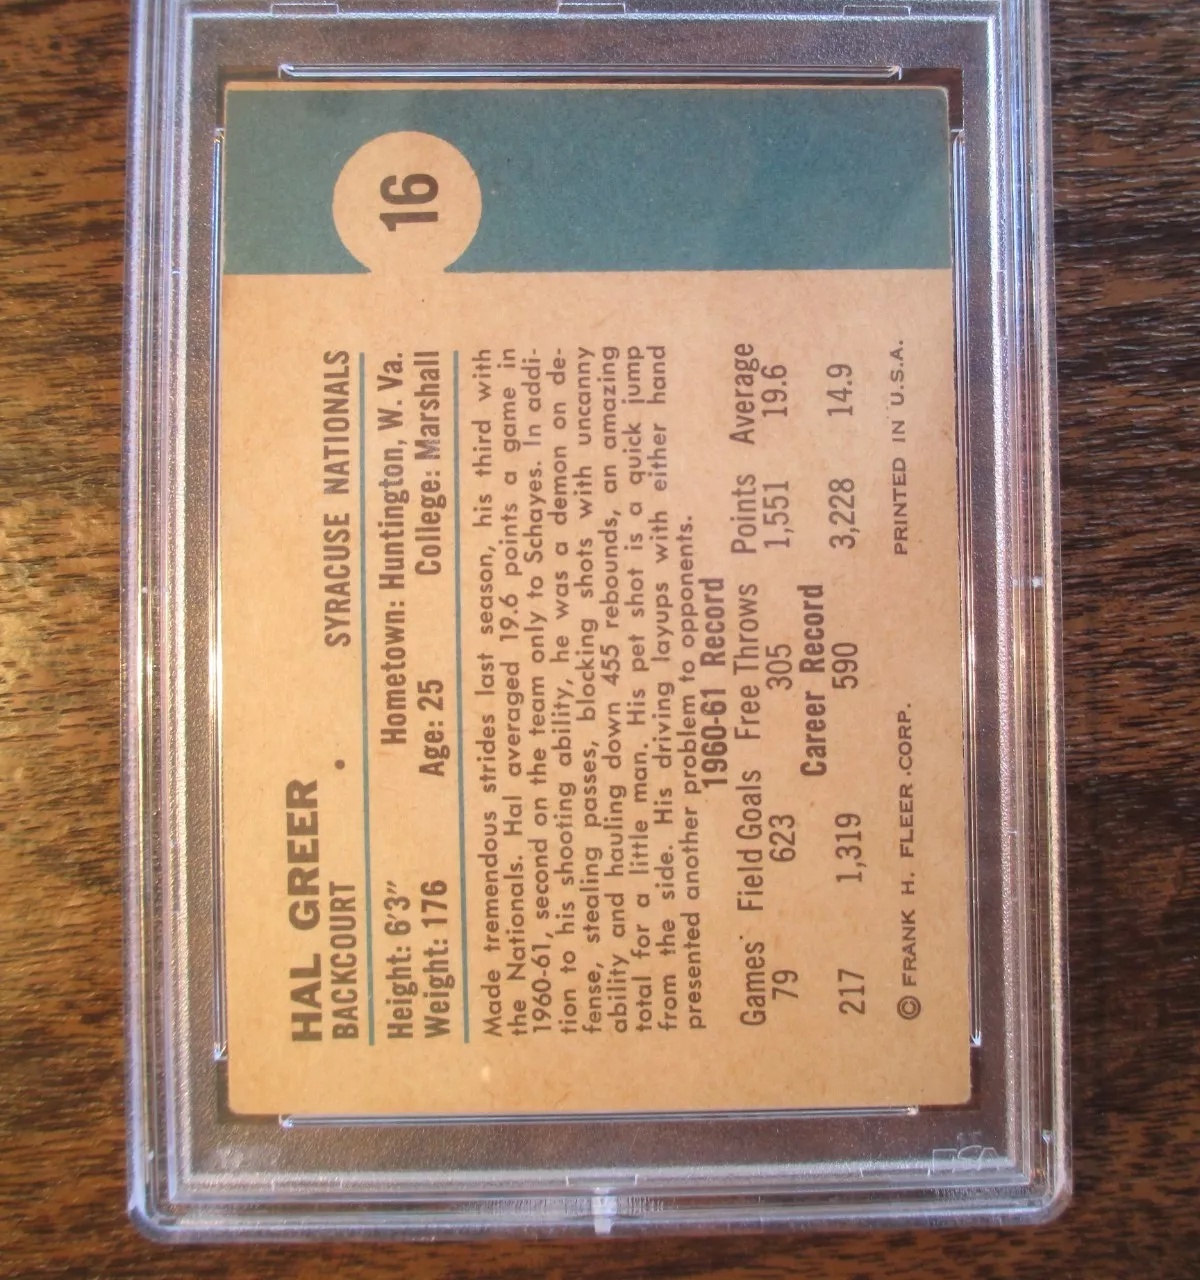 16
HAL GREER
BACKCOURT SYRACUSE NATIONALS
Height: 6'3" Hometown: Huntington, W. Va.
Weight: 176 Age: 25 College: Marshall
Made tremendous strides last season, his third with
the Nationals. Hal averaged 19.6 points a game in
1960-61, second on the team only to Schayes. In addi-
tion to his shooting ability, he was a demon on de-
fense, stealing passes, blocking shots with uncanny
ability, and hauling down 455 rebounds, an amazing
total for a little man. His pet shot is a quick jump
from the side. His driving layups with either hand
presented another problem to opponents.
1960-61 Record
Games Field Goals Free Throws Points Average
79 623 305 1,551 19.6
Career Record
217 1,319 590 3,228 14.9
© FRANK H. FLEER CORP. PRINTED IN U.S.A.
PSA